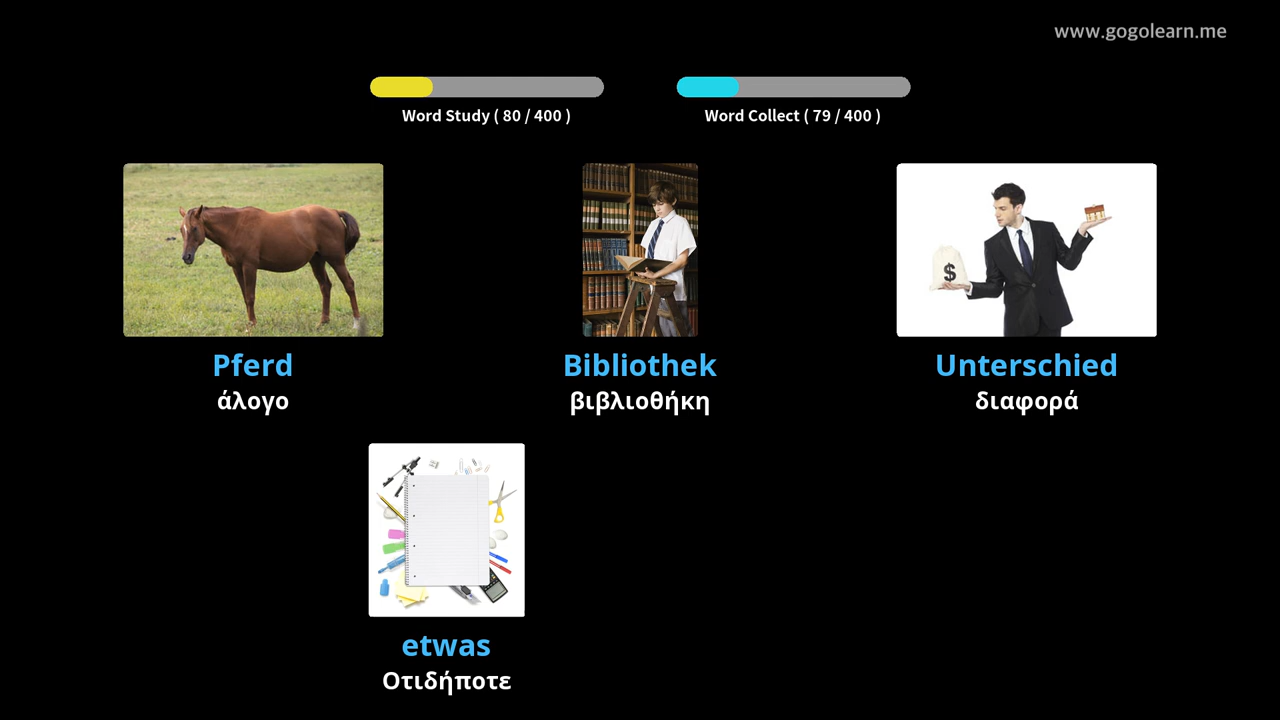 www.gogolearn.me
Word Study ( 80 / 400 )
Word Collect ( 79 / 400 )
$
Pferd
άλογο
Bibliothek
βιβλιοθήκη
Unterschied
διαφορά
etwas
Οτιδήποτε